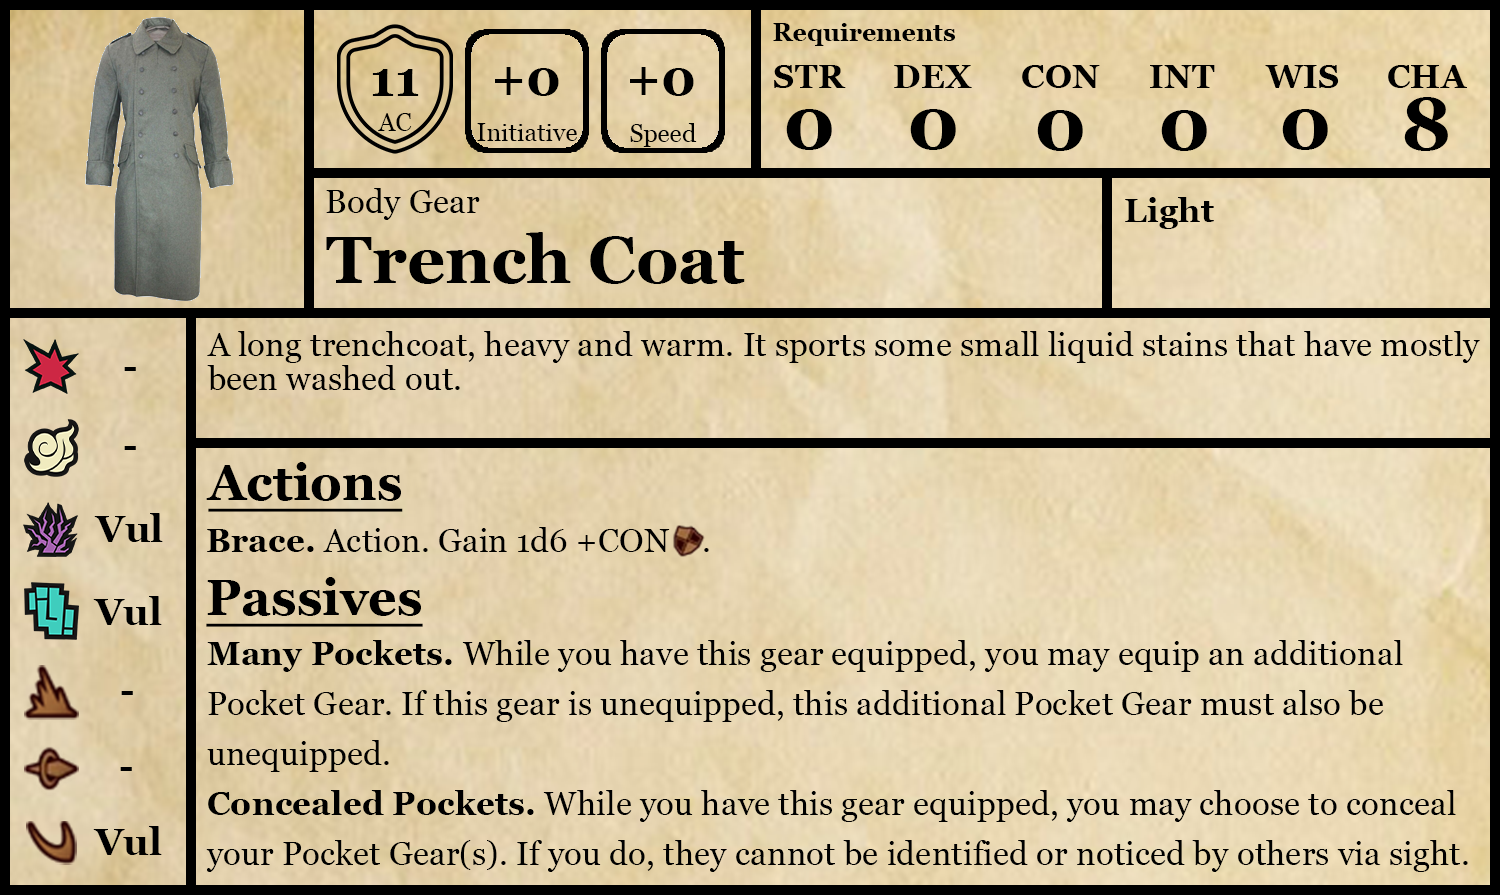 11
AC
+0
Initiative
+0
Speed
Requirements
STR DEX CON INT WIS CHA
0 0 0 0 0 8
Body Gear
Trench Coat
Light
-
-
Vul
Vul
-
-
Vul
A long trenchcoat, heavy and warm. It sports some small liquid stains that have mostly
been washed out.
Actions
Brace. Action. Gain 1d6 +CON.
Passives
Many Pockets. While you have this gear equipped, you may equip an additional
Pocket Gear. If this gear is unequipped, this additional Pocket Gear must also be
unequipped.
Concealed Pockets. While you have this gear equipped, you may choose to conceal
your Pocket Gear(s). If you do, they cannot be identified or noticed by others via sight.